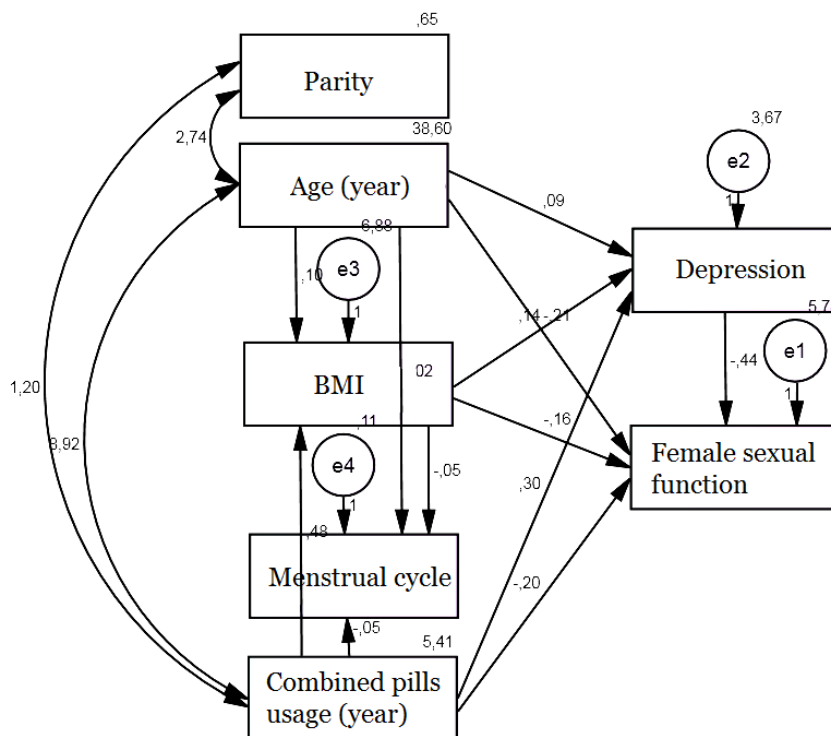 ,65
Parity
2,74
38,60
Age (year)
3,67
e2
1
,09
Depression
6,88
e3
,10
1
BMI
,14
-,21
5,7
e1
1
-,44
02
1,20
8,92
,11
e4
1
-,05
-,16
,30
Female sexual
function
,48
Menstrual cycle
-,05
5,41
-,20
Combined pills
usage (year)